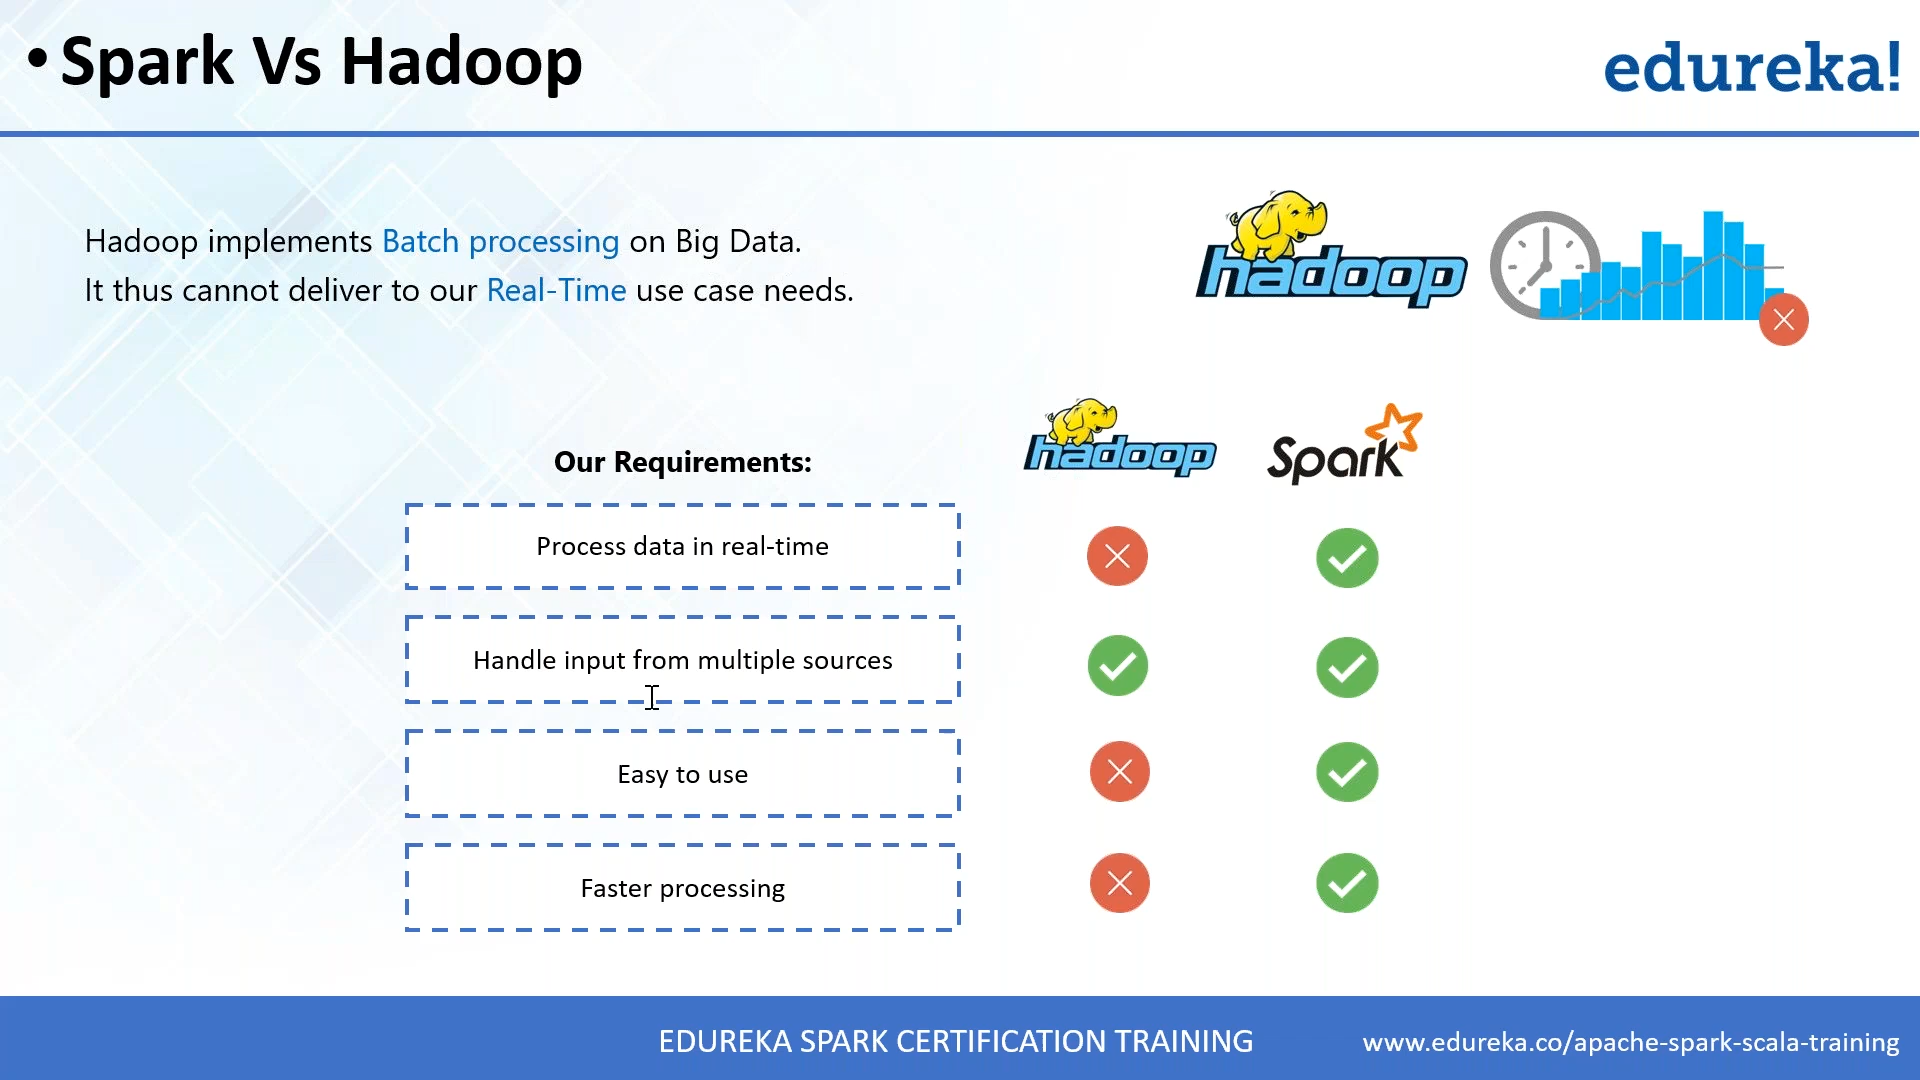 • Spark Vs Hadoop
edureka!
Hadoop implements Batch processing on Big Data.
It thus cannot deliver to our Real-Time use case needs.
hadoop
Our Requirements:
hadoop
Spark
Process data in real-time
Handle input from multiple sources
Easy to use
Faster processing
EDUREKA SPARK CERTIFICATION TRAINING
www.edureka.co/apache-spark-scala-training